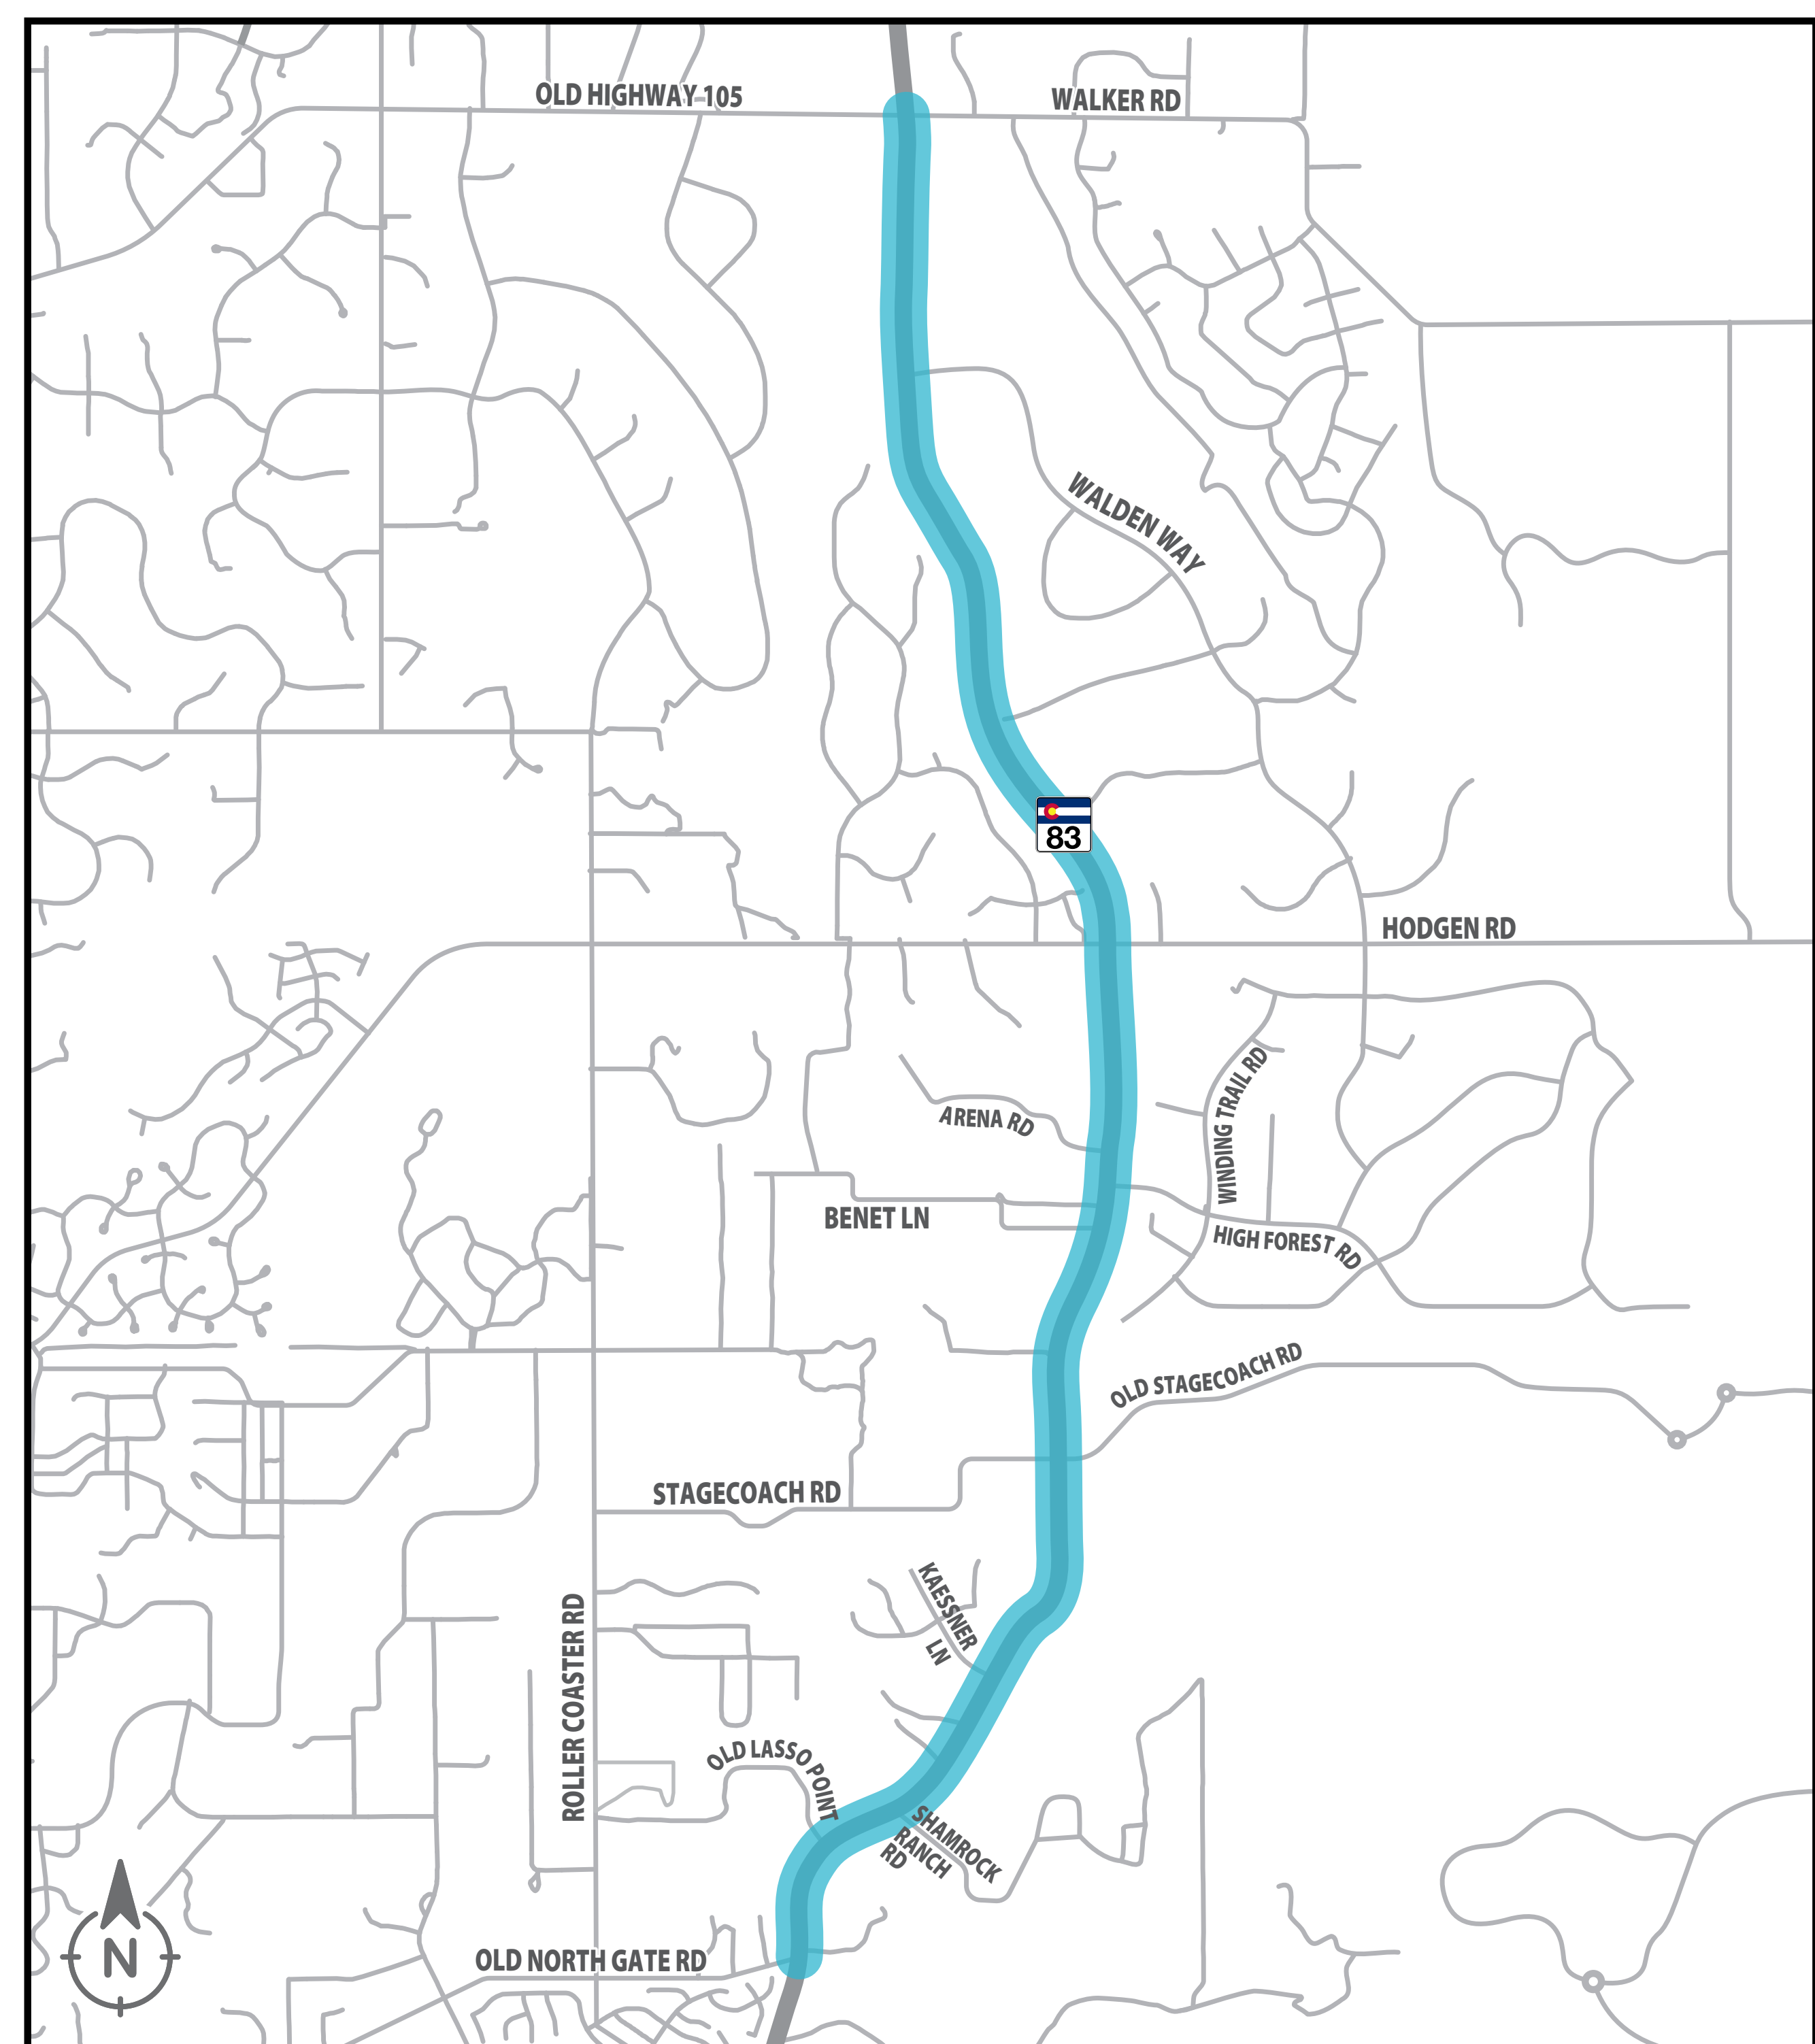 OLD HIGHWAY 105
WALKER RD
WALDEN WAY
83
HODGEN RD
WINDING TRAIL RD
ARENA RD
BENET LN
HIGH FOREST RD
OLD STAGECOACH RD
STAGECOACH RD
KAESSNER
LN
ROLLER COASTER RD
OLD LASSO POINT
SHAMROCK
RANCH
RD
N
OLD NORTH GATE RD